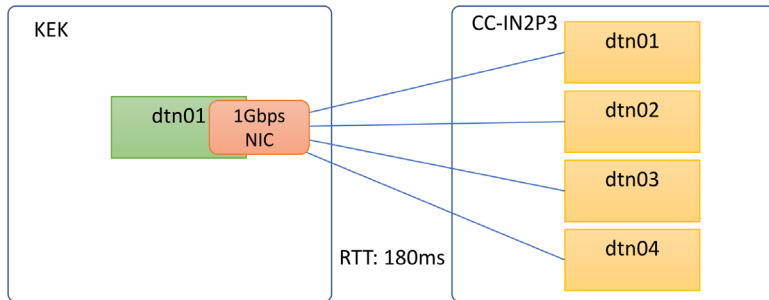 KEK
dtn01
1Gbps
NIC
RTT: 180ms
CC-IN2P3
dtn01
dtn02
dtn03
dtn04